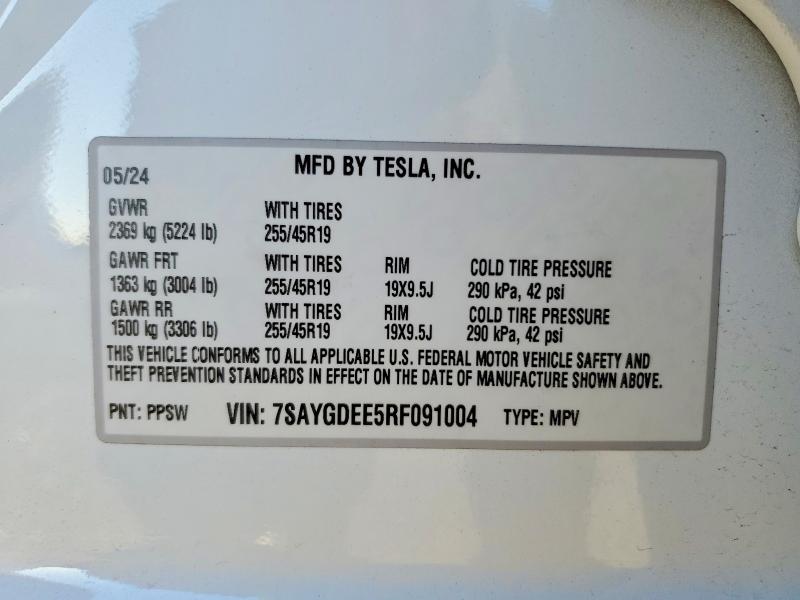 05/24 MFD BY TESLA, INC.
GVWR WITH TIRES
2369 kg (5224 lb) 255/45R19
GAWR FRT WITH TIRES RIM COLD TIRE PRESSURE
1363 kg (3004 lb) 255/45R19 19X9.5J 290 kPa, 42 psi
GAWR RR WITH TIRES RIM COLD TIRE PRESSURE
1500 kg (3306 lb) 255/45R19 19X9.5J 290 kPa, 42 psi
THIS VEHICLE CONFORMS TO ALL APPLICABLE U.S. FEDERAL MOTOR VEHICLE SAFETY AND
THEFT PREVENTION STANDARDS IN EFFECT ON THE DATE OF MANUFACTURE SHOWN ABOVE.
PNT: PPSW VIN: 7SAYGDEE5RF091004 TYPE: MPV